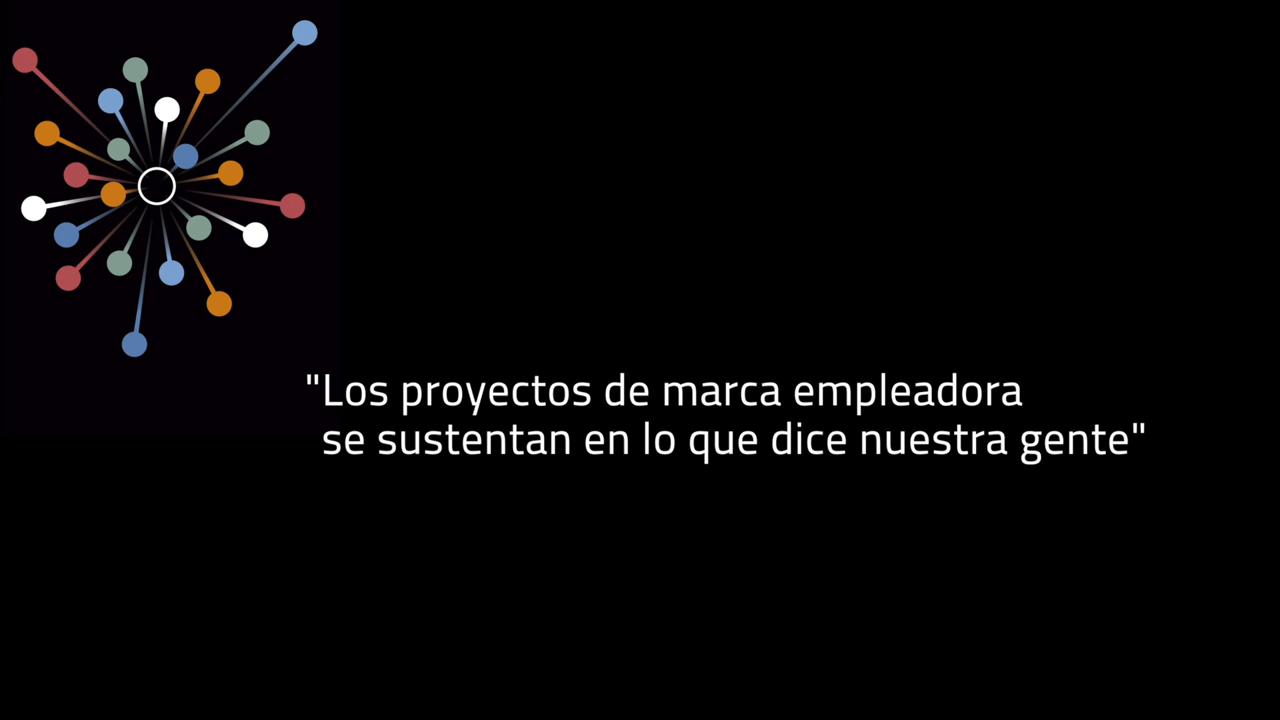 "Los proyectos de marca empleadora
se sustentan en lo que dice nuestra gente"